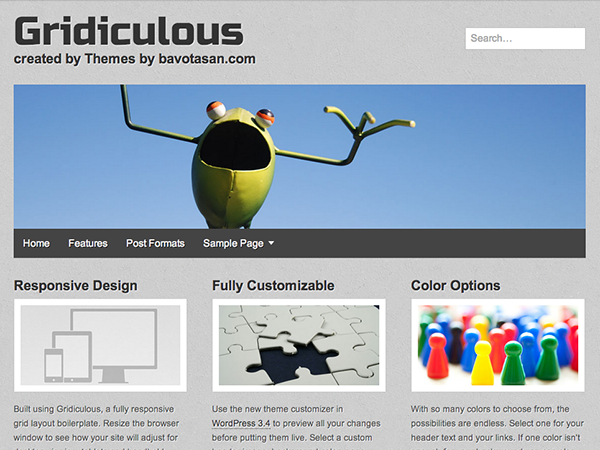 Gridiculous
created by Themes by bavotasan.com
Search...
Home Features Post Formats Sample Page
Responsive Design
Fully Customizable
Color Options
Built using Gridiculous, a fully responsive
grid layout boilerplate. Resize the browser
window to see how your site will adjust for
Use the new theme customizer in
WordPress 3.4 to preview all your changes
before putting them live. Select a custom
With so many colors to choose from, the
possibilities are endless. Select one for your
header text and your links. If one color isn't